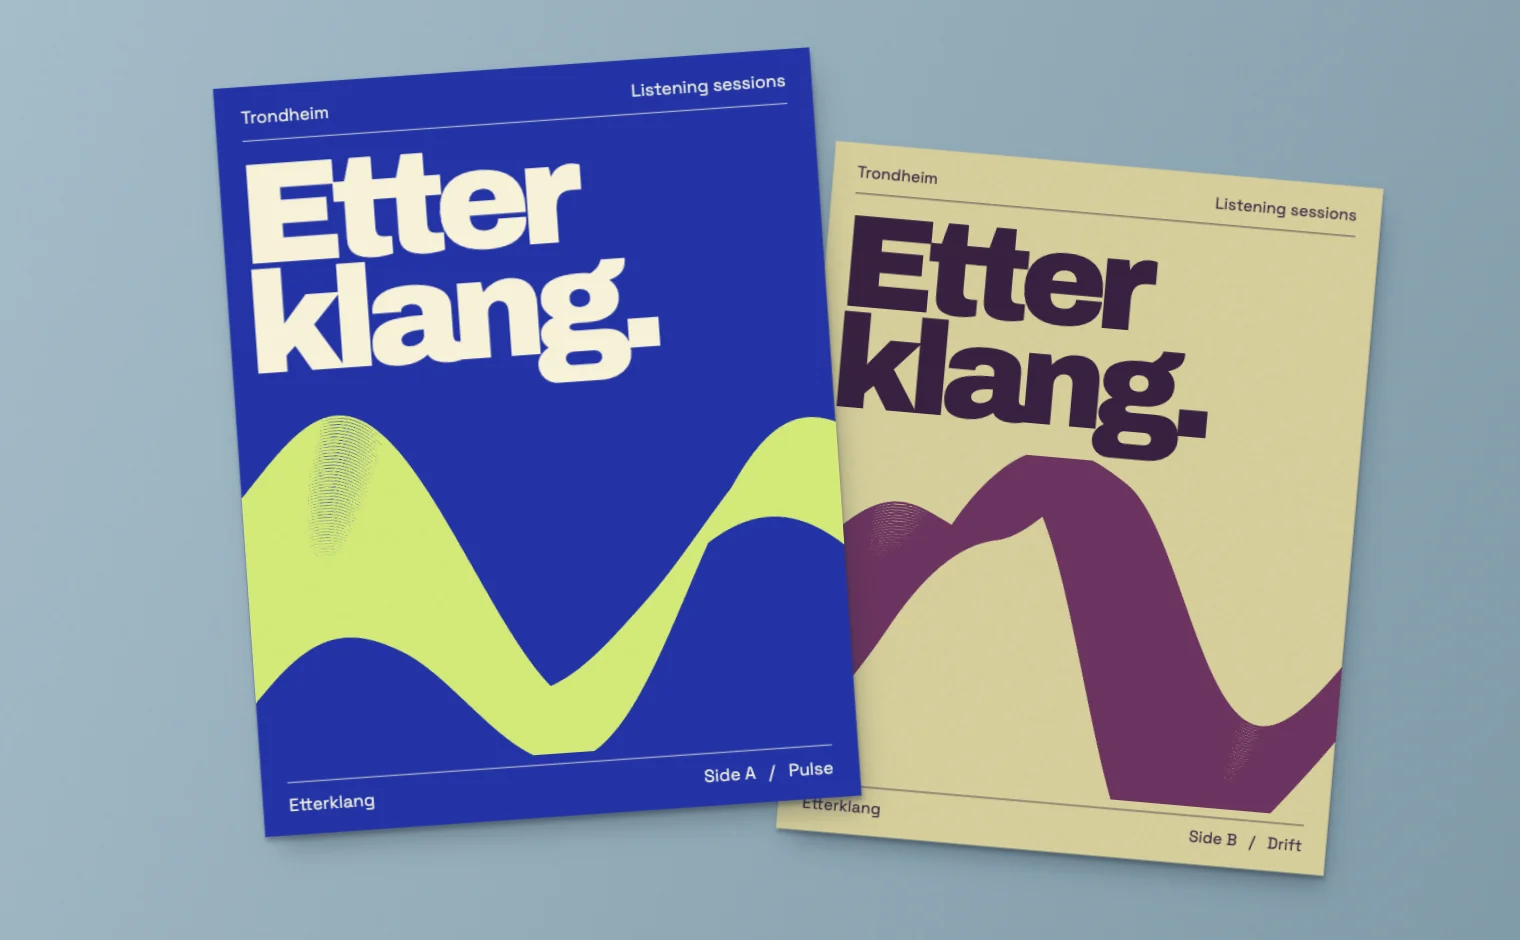 Trondheim
Listening sessions
Etter
klang.
Etterklang
Side A / Pulse
Trondheim
Listening sessions
Etter
klang.
Etterklang
Side B / Drift